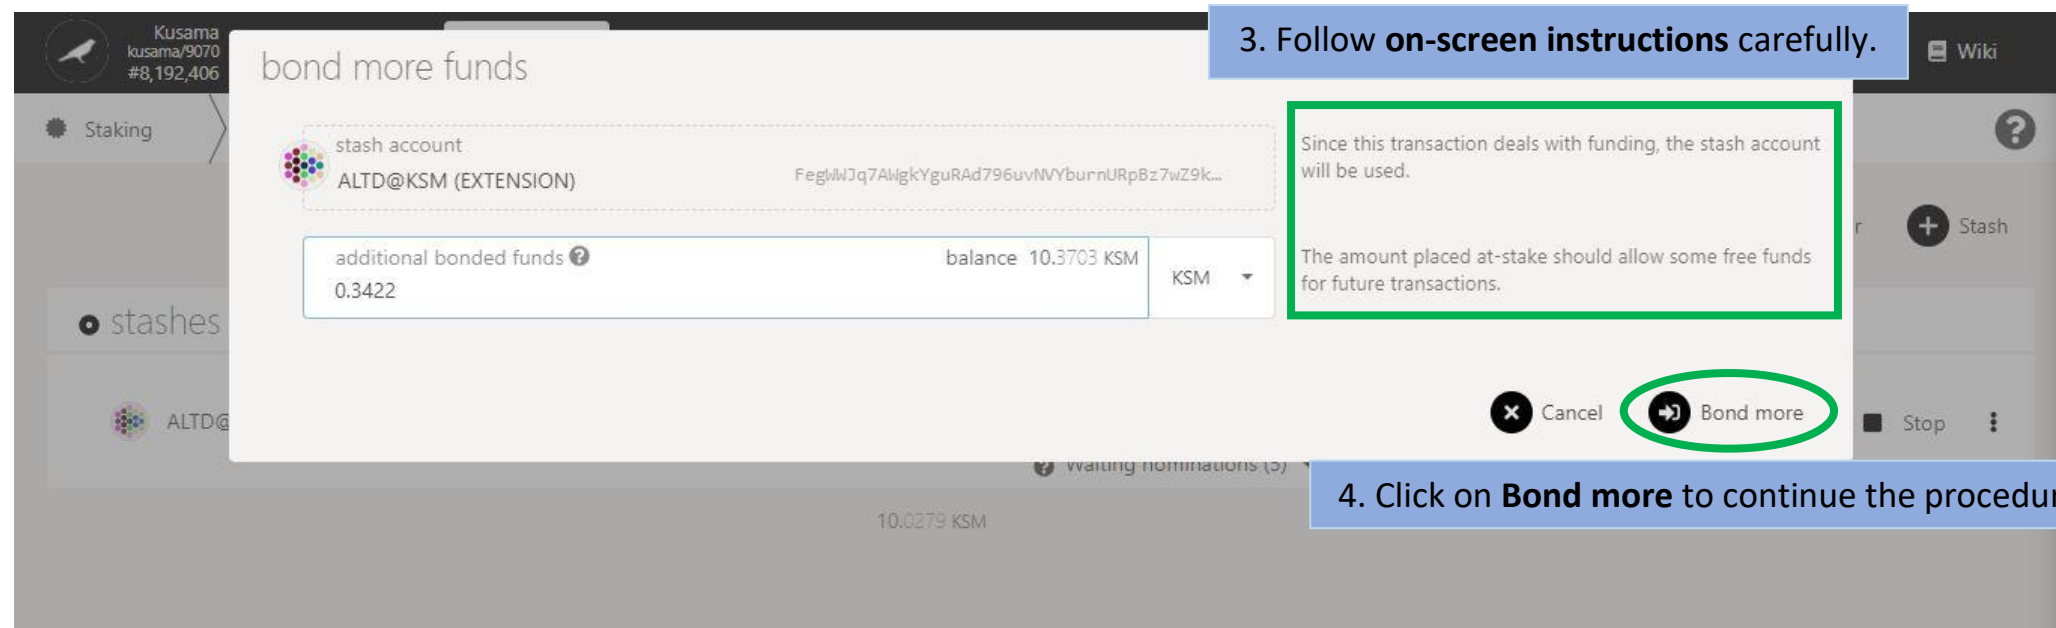 Kusama
kusama/9070
#8,192,406
3. Follow on-screen instructions carefully.
Wiki
bond more funds
Staking
stash account
ALTD@KSM (EXTENSION)
FegWWJq7AWgkYguRAd796uvNVYburnURpBz7wZ9k…
Since this transaction deals with funding, the stash account
will be used.
Stash
additional bonded funds
balance 10.3703 KSM
0.3422
KSM
The amount placed at-stake should allow some free funds
for future transactions.
stashes
ALTD@
Cancel
Bond more
Stop
Waiting nominations (5)
4. Click on Bond more to continue the procedur
10.0279 KSM